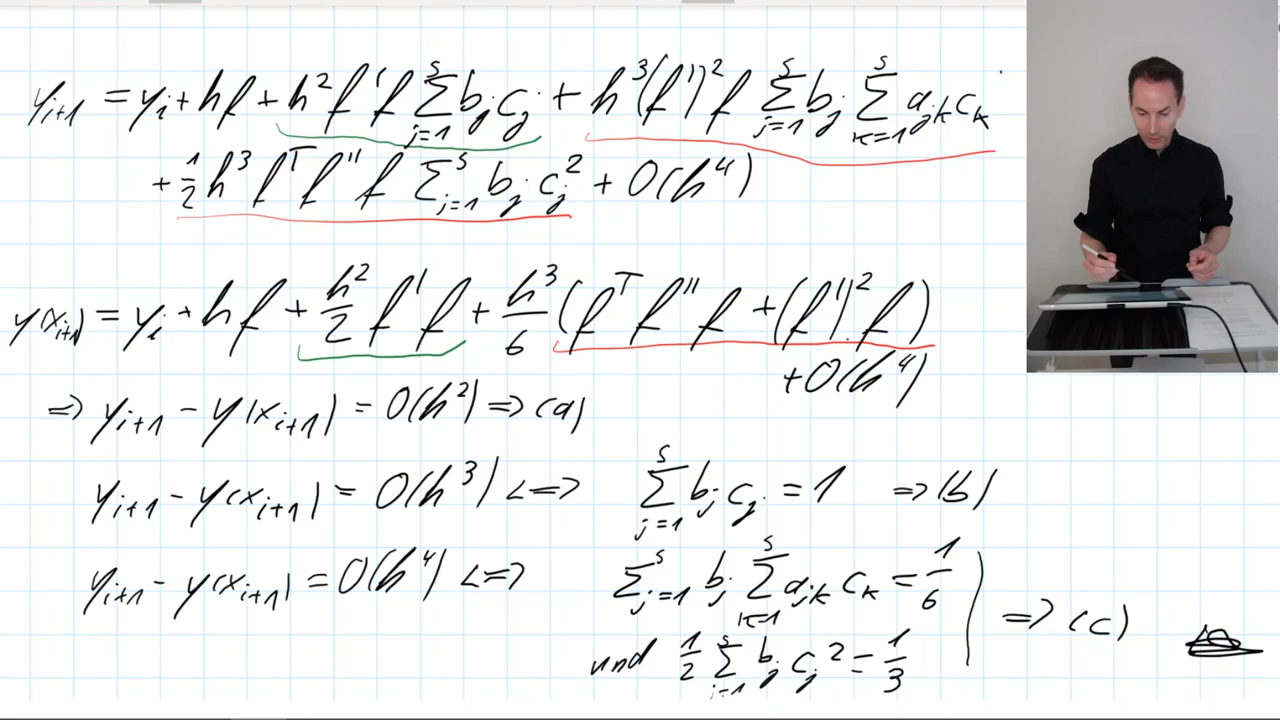 y_{i+1} = y_i + hf + h^2 f'f \sum_{j=1}^{s} b_j c_j + h^3 (f')^2 f \sum_{j=1}^{s} b_j \sum_{k=1}^{s} a_{jk} c_k
+ \frac{1}{2} h^3 f^T f'' f \sum_{j=1}^{s} b_j c_j^2 + O(h^4)
y(x_{i+1}) = y_i + hf + \frac{h^2}{2} f'f + \frac{h^3}{6} (f^T f'' f + (f')^2 f)
+ O(h^4)
=> y_{i+1} - y(x_{i+1}) = O(h^2) => (a)
y_{i+1} - y(x_{i+1}) = O(h^3) <=> \sum_{j=1}^{s} b_j c_j = 1 => (b)
y_{i+1} - y(x_{i+1}) = O(h^4) <=> \sum_{j=1}^{s} b_j \sum_{k=1}^{s} a_{jk} c_k = \frac{1}{6}
=> (c)
und \frac{1}{2} \sum_{j=1}^{s} b_j c_j^2 = \frac{1}{3}